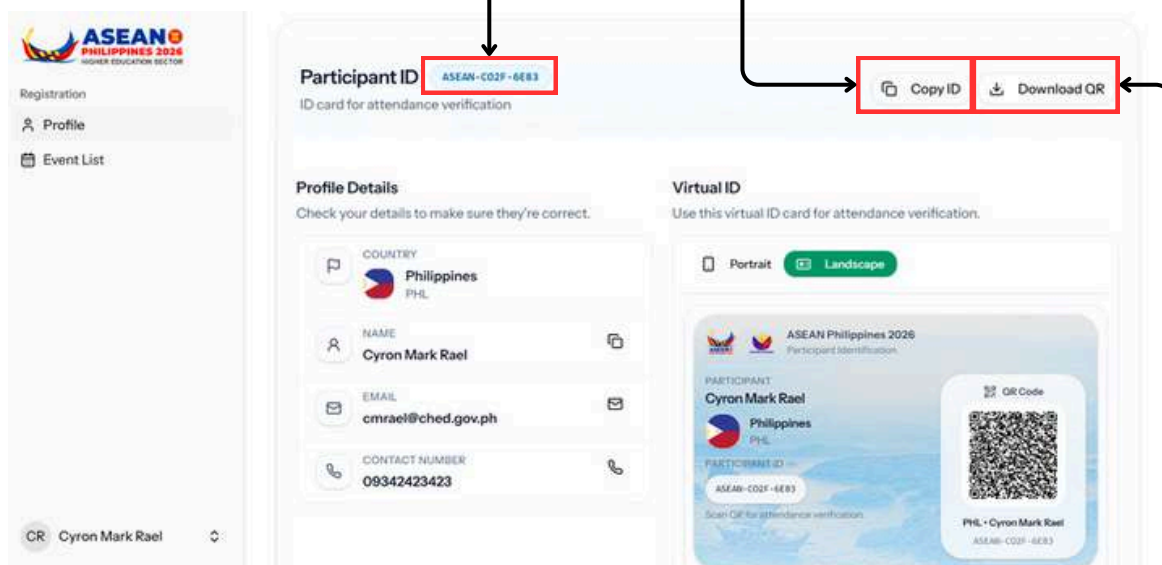 ASEAN
PHILIPPINES 2026
HIGHER EDUCATION SECTOR
Registration
Profile
Event List
CR Cyron Mark Rael
Participant ID ASEAN-C02F-6E83
ID card for attendance verification
Copy ID
Download QR
Profile Details
Check your details to make sure they're correct.
COUNTRY
Philippines
PHL
NAME
Cyron Mark Rael
EMAIL
cmrael@ched.gov.ph
CONTACT NUMBER
09342423423
Virtual ID
Use this virtual ID card for attendance verification.
Portrait Landscape
ASEAN Philippines 2026
Participant Identification
PARTICIPANT
Cyron Mark Rael
Philippines
PHL
PARTICIPANT ID
ASEAN-C02F-6E83
Scan QR for attendance verification.
QR Code
PHL • Cyron Mark Rael
ASEAN-C02F-6E83